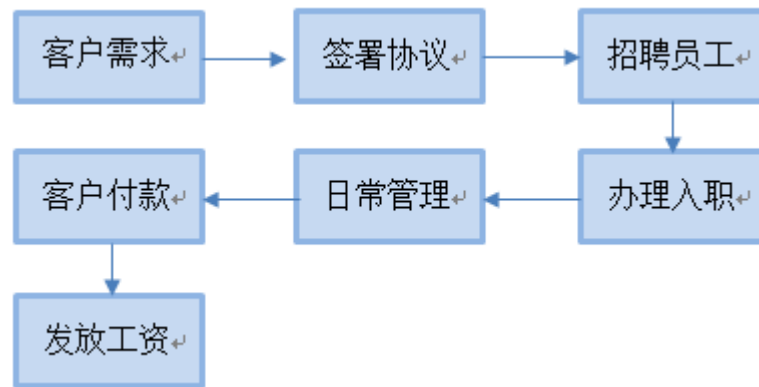 客户需求
签署协议
招聘员工
办理入职
日常管理
客户付款
发放工资